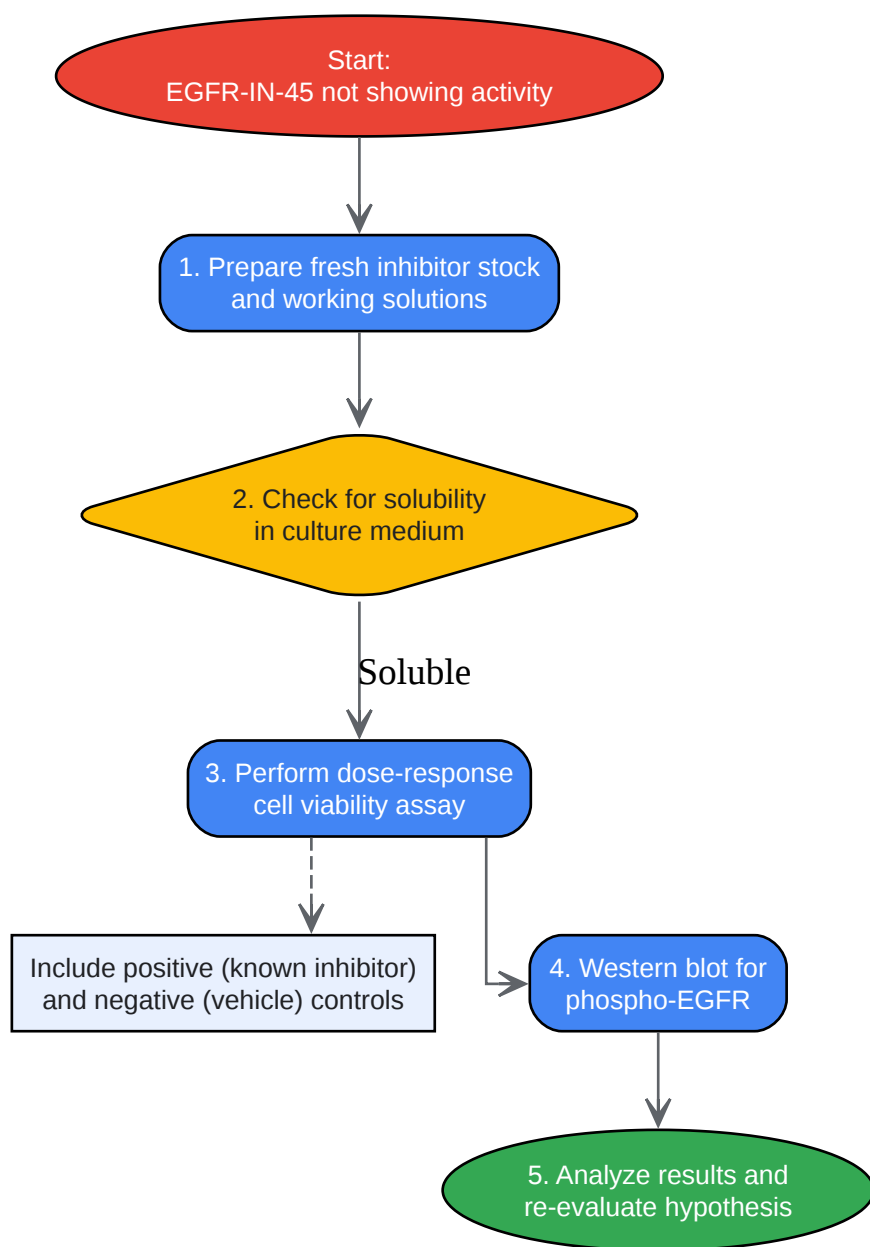 Start:
EGFR-IN-45 not showing activity
1. Prepare fresh inhibitor stock
and working solutions
2. Check for solubility
in culture medium
Soluble
3. Perform dose-response
cell viability assay
Include positive (known inhibitor)
and negative (vehicle) controls
4. Western blot for
phospho-EGFR
5. Analyze results and
re-evaluate hypothesis